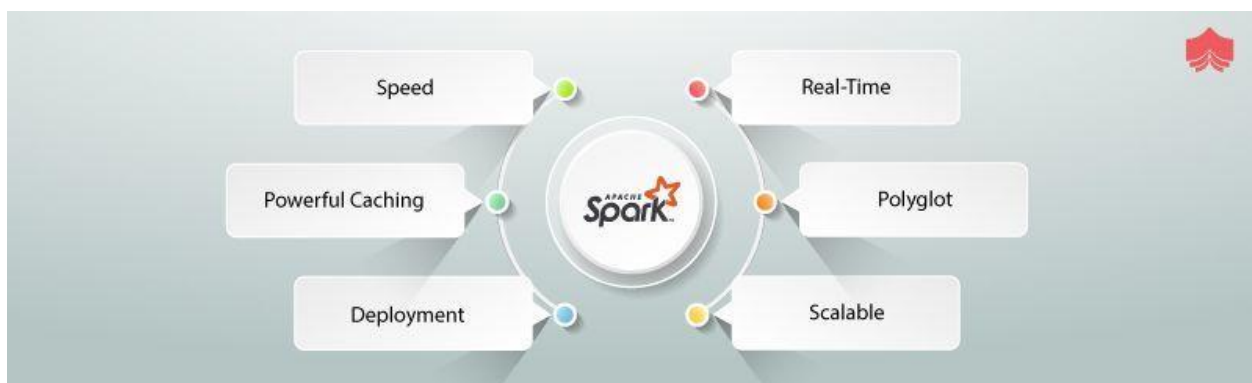 Speed
Real-Time
Powerful Caching
APACHE
Spark
Polyglot
Deployment
Scalable